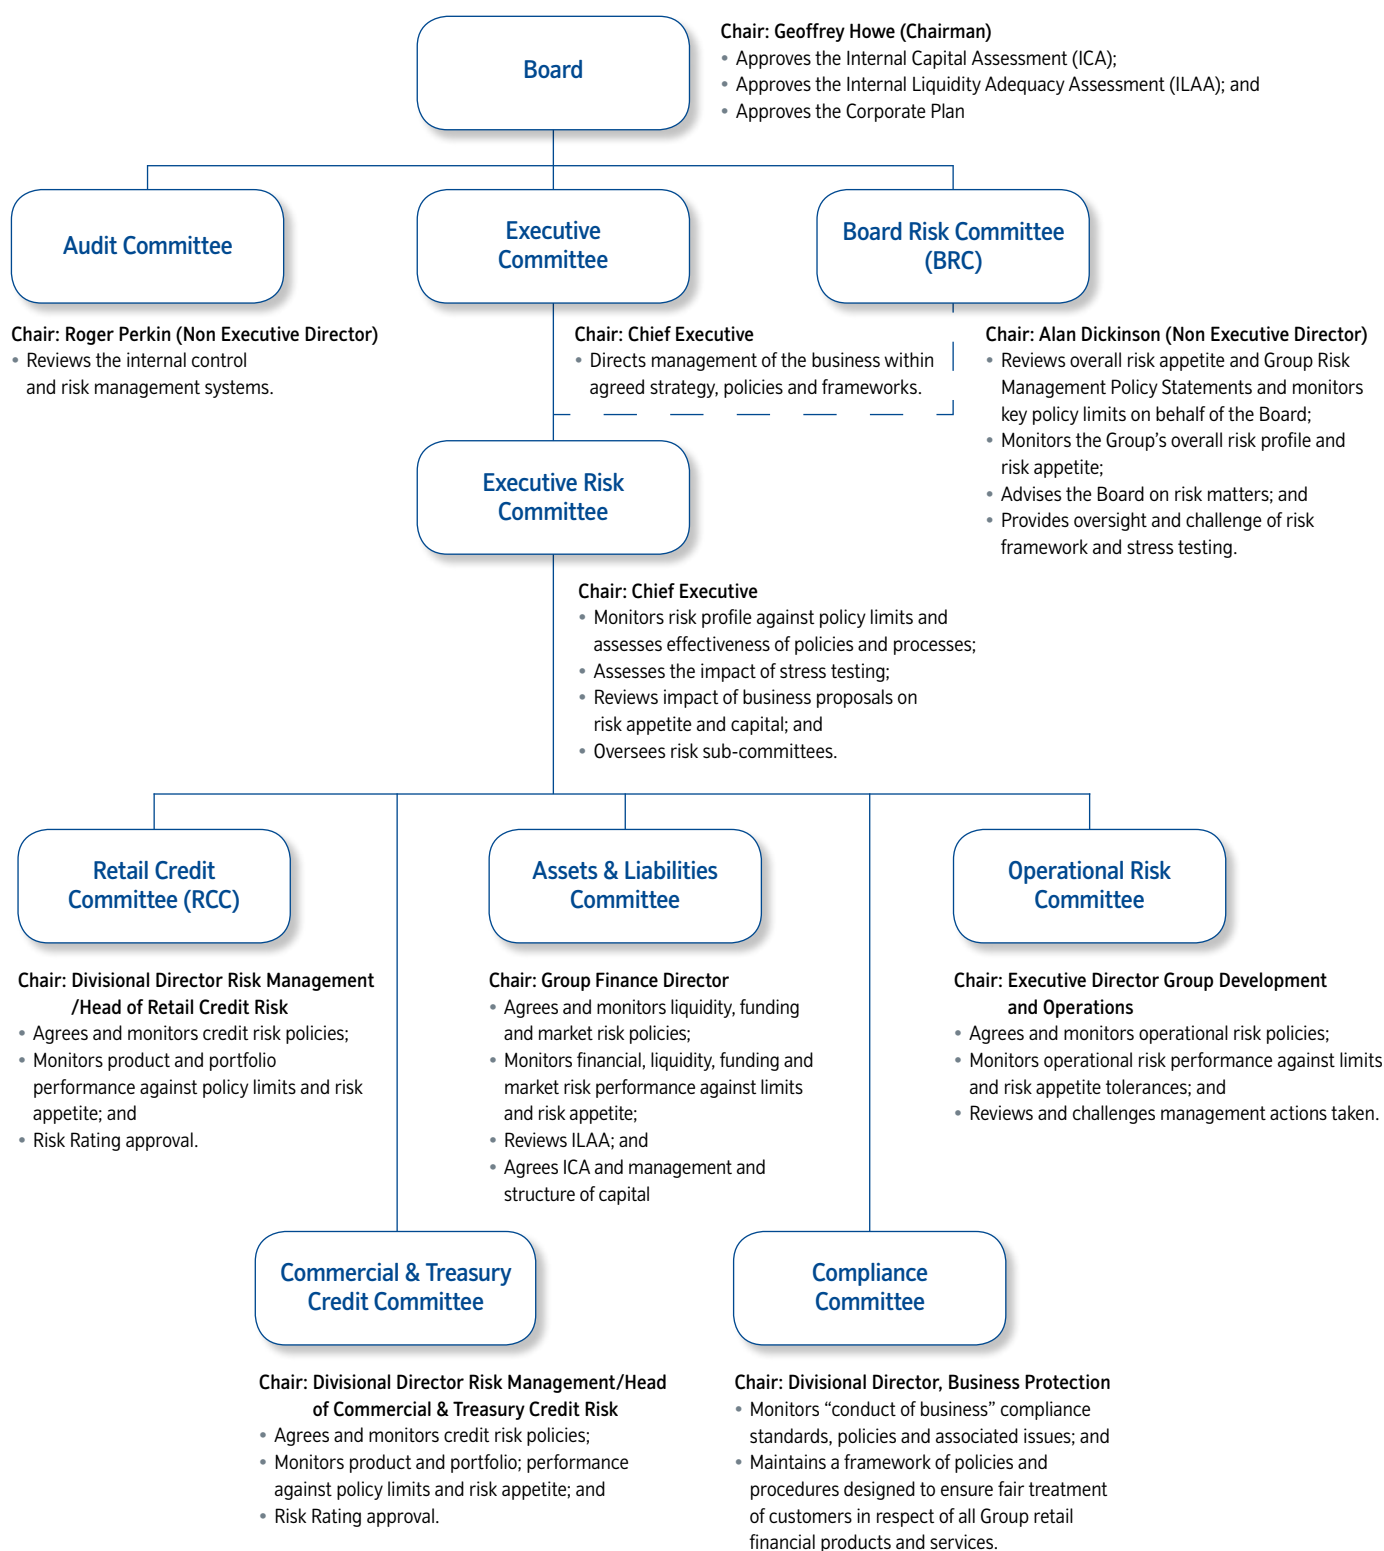 Board
Chair: Geoffrey Howe (Chairman)
• Approves the Internal Capital Assessment (ICA);
• Approves the Internal Liquidity Adequacy Assessment (ILAA); and
• Approves the Corporate Plan
Audit Committee
Chair: Roger Perkin (Non Executive Director)
• Reviews the internal control
and risk management systems.
Executive
Committee
Chair: Chief Executive
• Directs management of the business within
agreed strategy, policies and frameworks.
Board Risk Committee
(BRC)
Chair: Alan Dickinson (Non Executive Director)
• Reviews overall risk appetite and Group Risk
Management Policy Statements and monitors
key policy limits on behalf of the Board;
• Monitors the Group's overall risk profile and
risk appetite;
• Advises the Board on risk matters; and
• Provides oversight and challenge of risk
framework and stress testing.
Executive Risk
Committee
Chair: Chief Executive
• Monitors risk profile against policy limits and
assesses effectiveness of policies and processes;
• Assesses the impact of stress testing;
• Reviews impact of business proposals on
risk appetite and capital; and
• Oversees risk sub-committees.
Retail Credit
Committee (RCC)
Chair: Divisional Director Risk Management
/Head of Retail Credit Risk
• Agrees and monitors credit risk policies;
• Monitors product and portfolio
performance against policy limits and risk
appetite; and
• Risk Rating approval.
Assets & Liabilities
Committee
Chair: Group Finance Director
• Agrees and monitors liquidity, funding
and market risk policies;
• Monitors financial, liquidity, funding and
market risk performance against limits
and risk appetite;
• Reviews ILAA; and
• Agrees ICA and management and
structure of capital
Operational Risk
Committee
Chair: Executive Director Group Development
and Operations
• Agrees and monitors operational risk policies;
• Monitors operational risk performance against limits
and risk appetite tolerances; and
• Reviews and challenges management actions taken.
Commercial & Treasury
Credit Committee
Chair: Divisional Director Risk Management/Head
of Commercial & Treasury Credit Risk
• Agrees and monitors credit risk policies;
• Monitors product and portfolio; performance
against policy limits and risk appetite; and
• Risk Rating approval.
Compliance
Committee
Chair: Divisional Director, Business Protection
• Monitors “conduct of business” compliance
standards, policies and associated issues; and
• Maintains a framework of policies and
procedures designed to ensure fair treatment
of customers in respect of all Group retail
financial products and services.